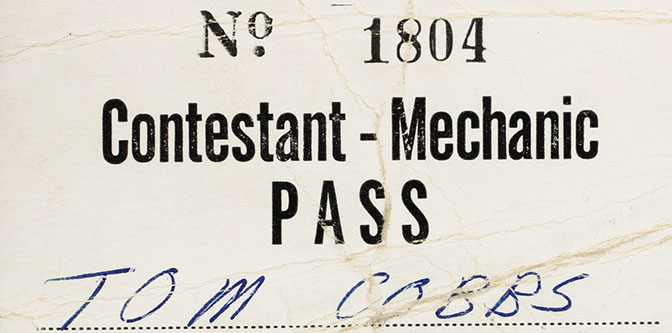 Nº 1804
Contestant - Mechanic
PASS
TOM COBBS